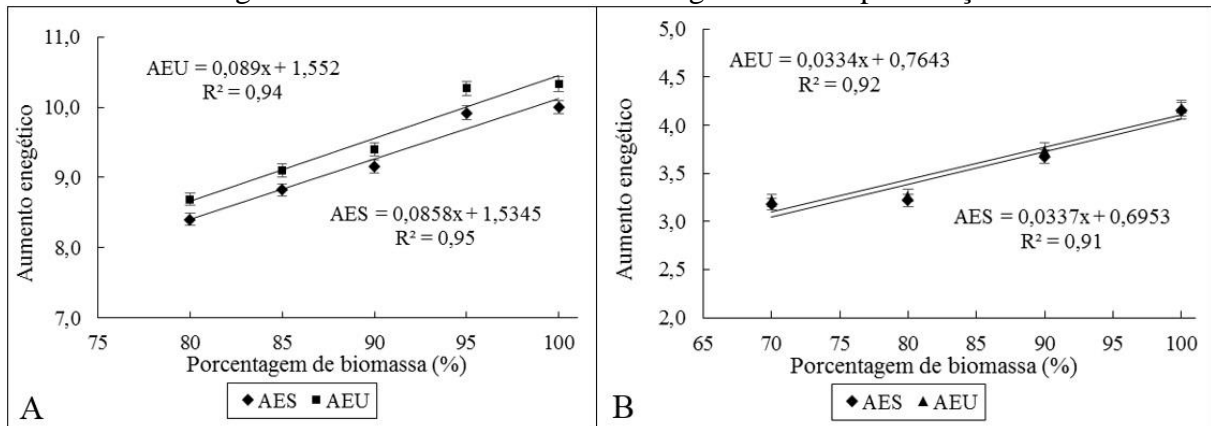 AEU = 0,089x + 1,552
R² = 0,94
AES = 0,0858x + 1,5345
R² = 0,95
Aumento enegético
11,0
10,0
9,0
8,0
7,0
75 80 85 90 95 100
Porcentagem de biomassa (%)
AES AEU
A
AEU = 0,0334x + 0,7643
R² = 0,92
AES = 0,0337x + 0,6953
R² = 0,91
Aumento energético
5,0
4,5
4,0
3,5
3,0
2,5
2,0
65 70 75 80 85 90 95 100
Porcentagem de biomassa (%)
AES AEU
B